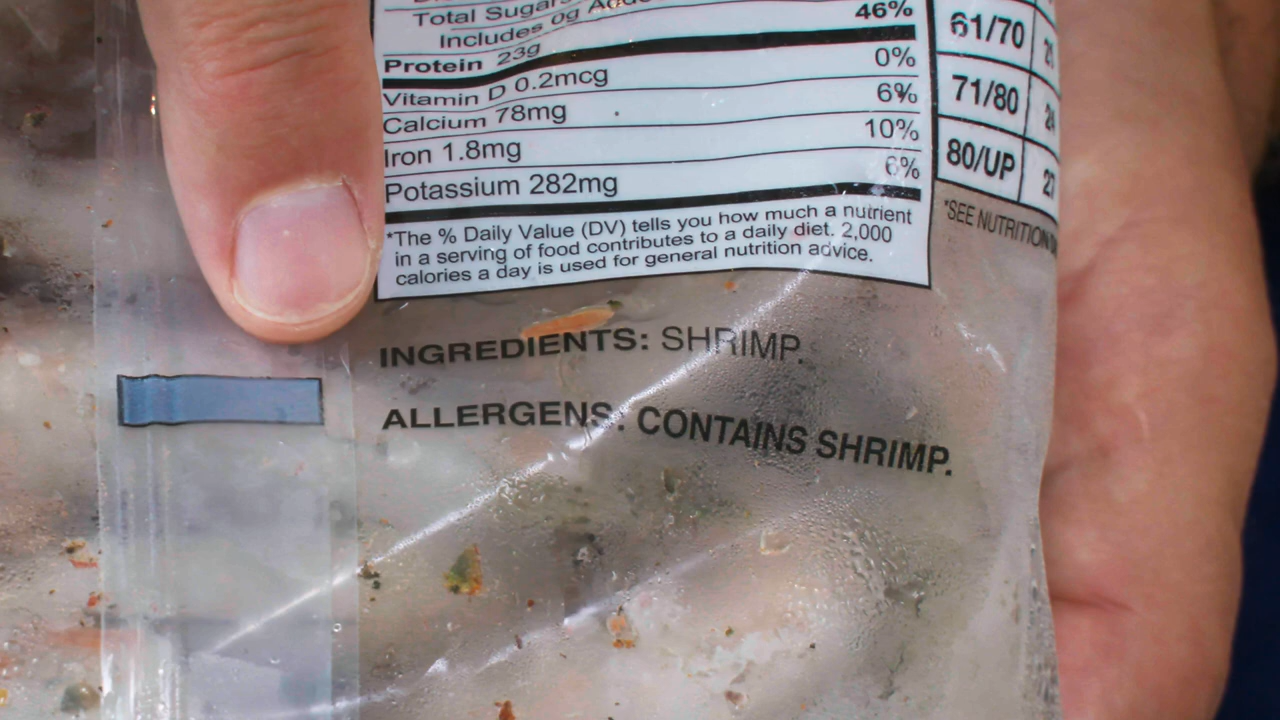 Total Sugars
Includes 0g Added
46%
Protein 23g
0%
Vitamin D 0.2mcg
6%
Calcium 78mg
10%
Iron 1.8mg
6%
Potassium 282mg
*The % Daily Value (DV) tells you how much a nutrient
in a serving of food contributes to a daily diet. 2,000
calories a day is used for general nutrition advice.
61/70
71/80
80/UP
*SEE NUTRITION
INGREDIENTS: SHRIMP.
ALLERGENS: CONTAINS SHRIMP.